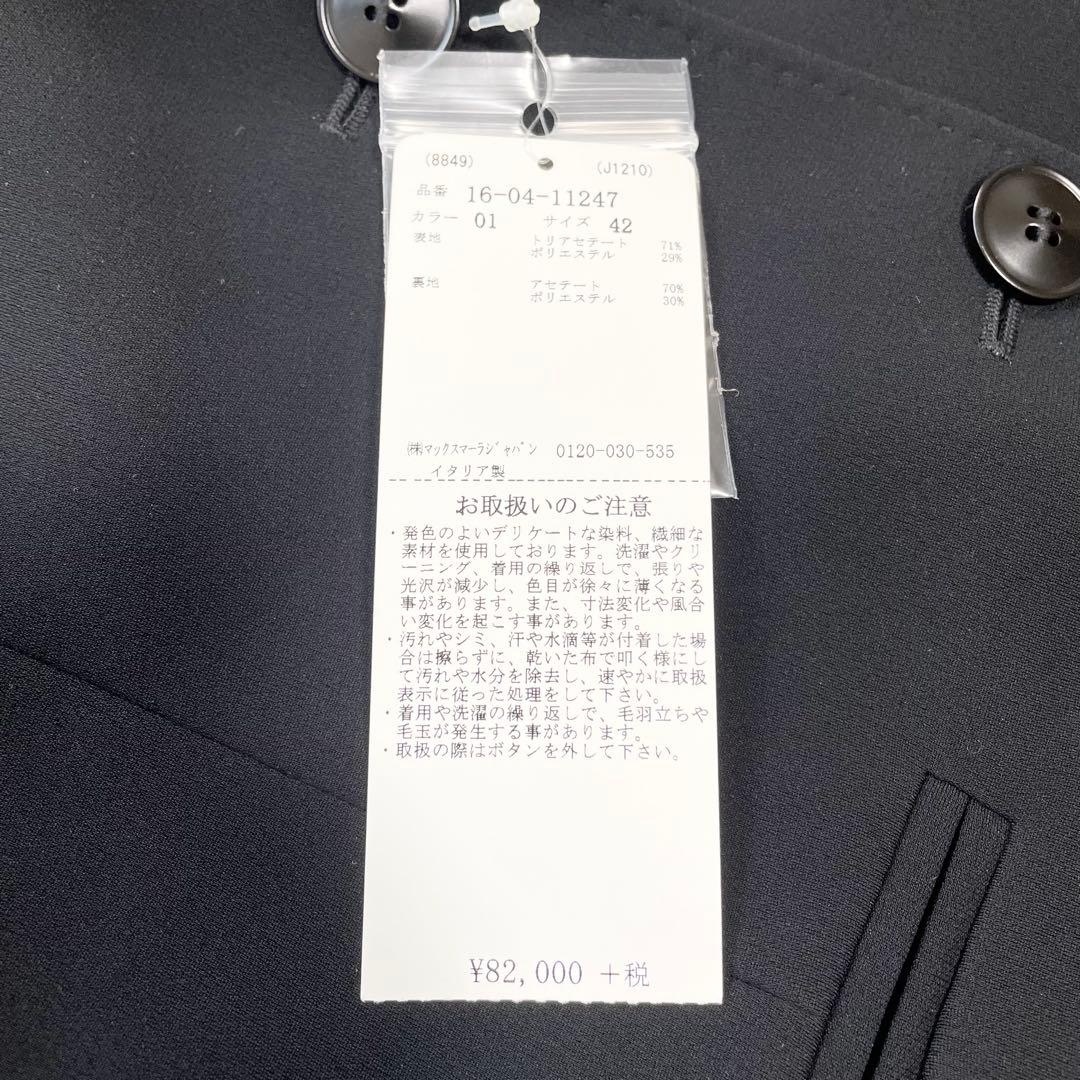 (8849) (J1210)
品番 16-04-11247
カラー 01 サイズ 42
表地 トリアセテート 71%
ポリエステル 29%
裏地 アセテート 70%
ポリエステル 30%
㈱マックスマーラジャパン 0120-030-535
イタリア製
お取扱いのご注意
・発色のよいデリケートな染料、繊細な
素材を使用しております。洗濯やクリ
ーニング、着用の繰り返しで、張りや
光沢が減少し、色目が徐々に薄くなる
事があります。また、寸法変化や風合
い変化を起こす事があります。
・汚れやシミ、汗や水滴等が付着した場
合は擦らずに、乾いた布で叩く様にし
て汚れや水分を除去し、速やかに取扱
表示に従った処理をして下さい。
・着用や洗濯の繰り返しで、毛羽立ちや
毛玉が発生する事があります。
・取扱の際はボタンを外して下さい。
¥82,000 +税